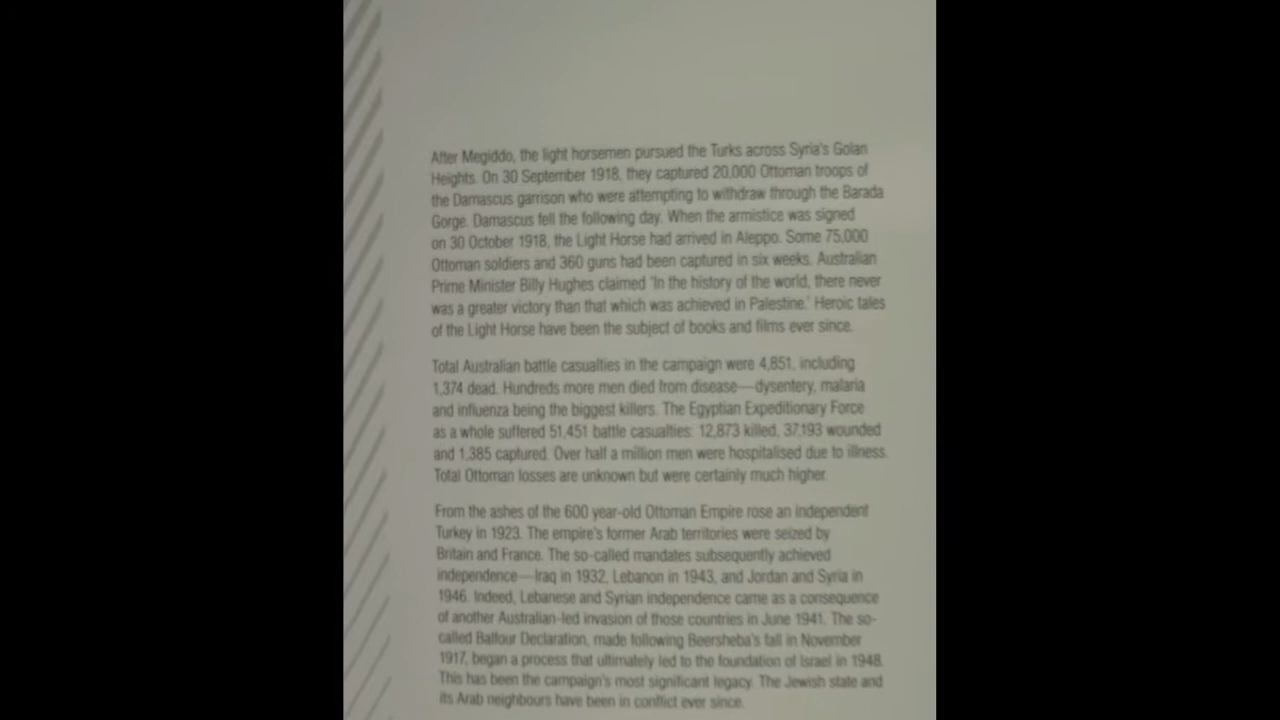 After Megiddo, the light horsemen pursued the Turks across Syria's Golan
Heights. On 30 September 1918, they captured 20,000 Ottoman troops of
the Damascus garrison who were attempting to withdraw through the Barada
Gorge. Damascus fell the following day. When the armistice was signed
on 30 October 1918, the Light Horse had arrived in Aleppo. Some 75,000
Ottoman soldiers and 360 guns had been captured in six weeks. Australian
Prime Minister Billy Hughes claimed 'In the history of the world, there never
was a greater victory than that which was achieved in Palestine.' Heroic tales
of the Light Horse have been the subject of books and films ever since.
Total Australian battle casualties in the campaign were 4,851, including
1,374 dead. Hundreds more men died from disease—dysentery, malaria
and influenza being the biggest killers. The Egyptian Expeditionary Force
as a whole suffered 51,451 battle casualties: 12,873 killed, 37,193 wounded
and 1,385 captured. Over half a million men were hospitalised due to illness.
Total Ottoman losses are unknown but were certainly much higher.
From the ashes of the 600 year-old Ottoman Empire rose an independent
Turkey in 1923. The empire's former Arab territories were seized by
Britain and France. The so-called mandates subsequently achieved
independence—Iraq in 1932, Lebanon in 1943, and Jordan and Syria in
1946. Indeed, Lebanese and Syrian independence came as a consequence
of another Australian-led invasion of those countries in June 1941. The so-
called Balfour Declaration, made following Beersheba's fall in November
1917, began a process that ultimately led to the foundation of Israel in 1948.
This has been the campaign's most significant legacy. The Jewish state and
its Arab neighbours have been in conflict ever since.